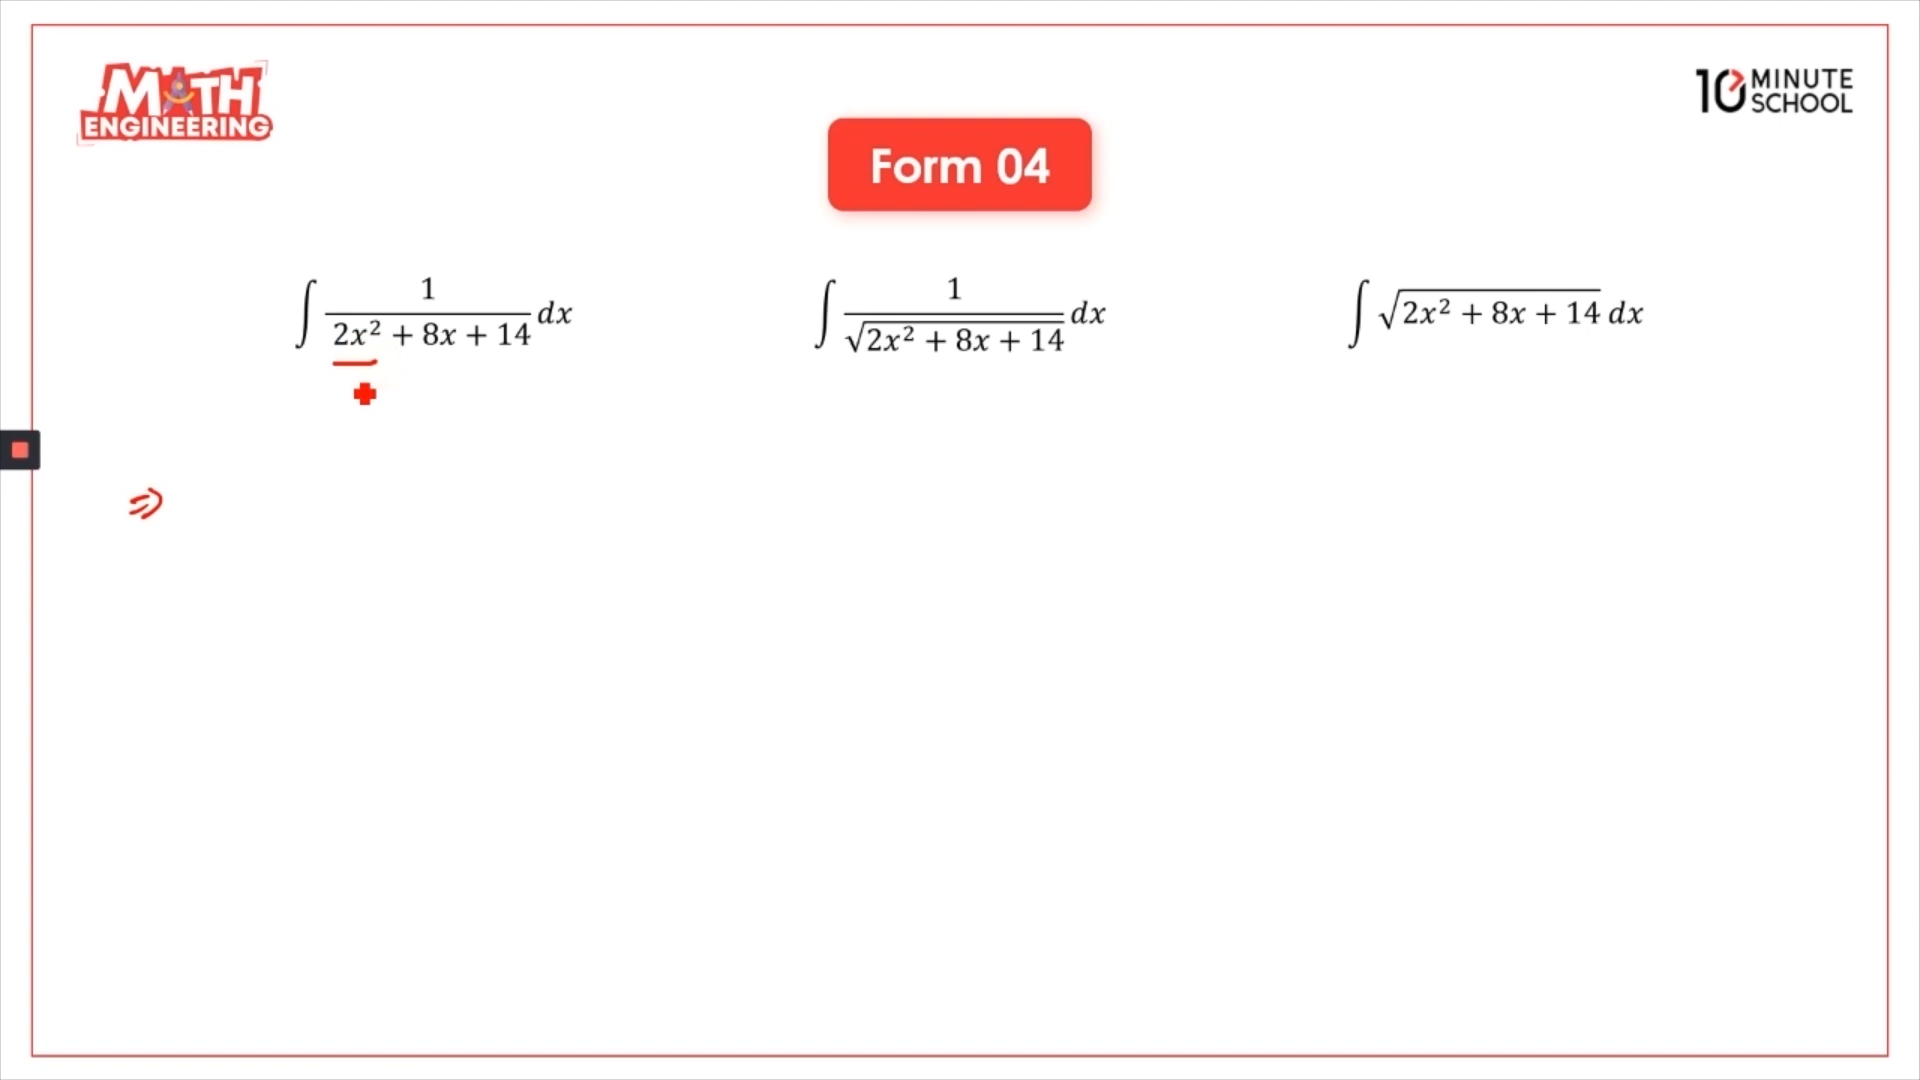 MATH
ENGINEERING
10 MINUTE
SCHOOL
Form 04
∫ 1/(2x² + 8x + 14) dx
∫ 1/√(2x² + 8x + 14) dx
∫ √(2x² + 8x + 14) dx
⇒